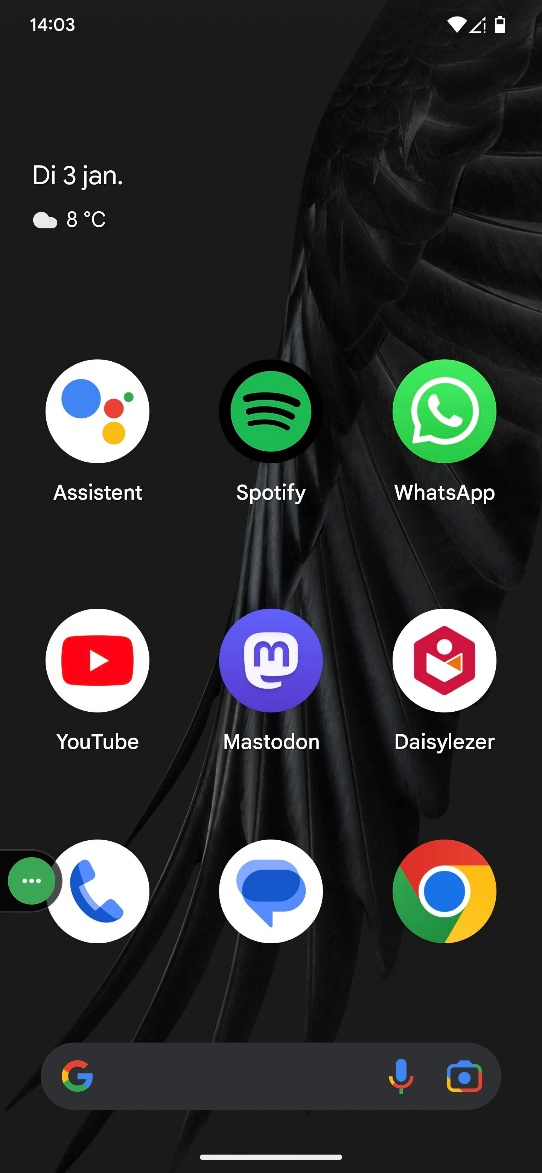 14:03
Di 3 jan.
8 °C
Assistent
Spotify
WhatsApp
YouTube
Mastodon
Daisylezer